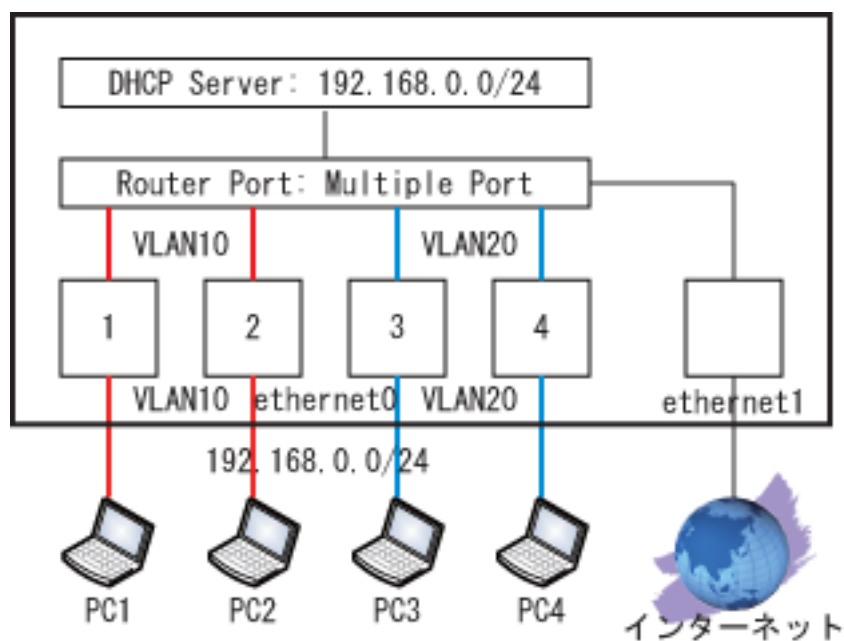 DHCP Server: 192.168.0.0/24
Router Port: Multiple Port
VLAN10 VLAN20
1 2 3 4
VLAN10 ethernet0 VLAN20 ethernet1
192.168.0.0/24
PC1 PC2 PC3 PC4 インターネット